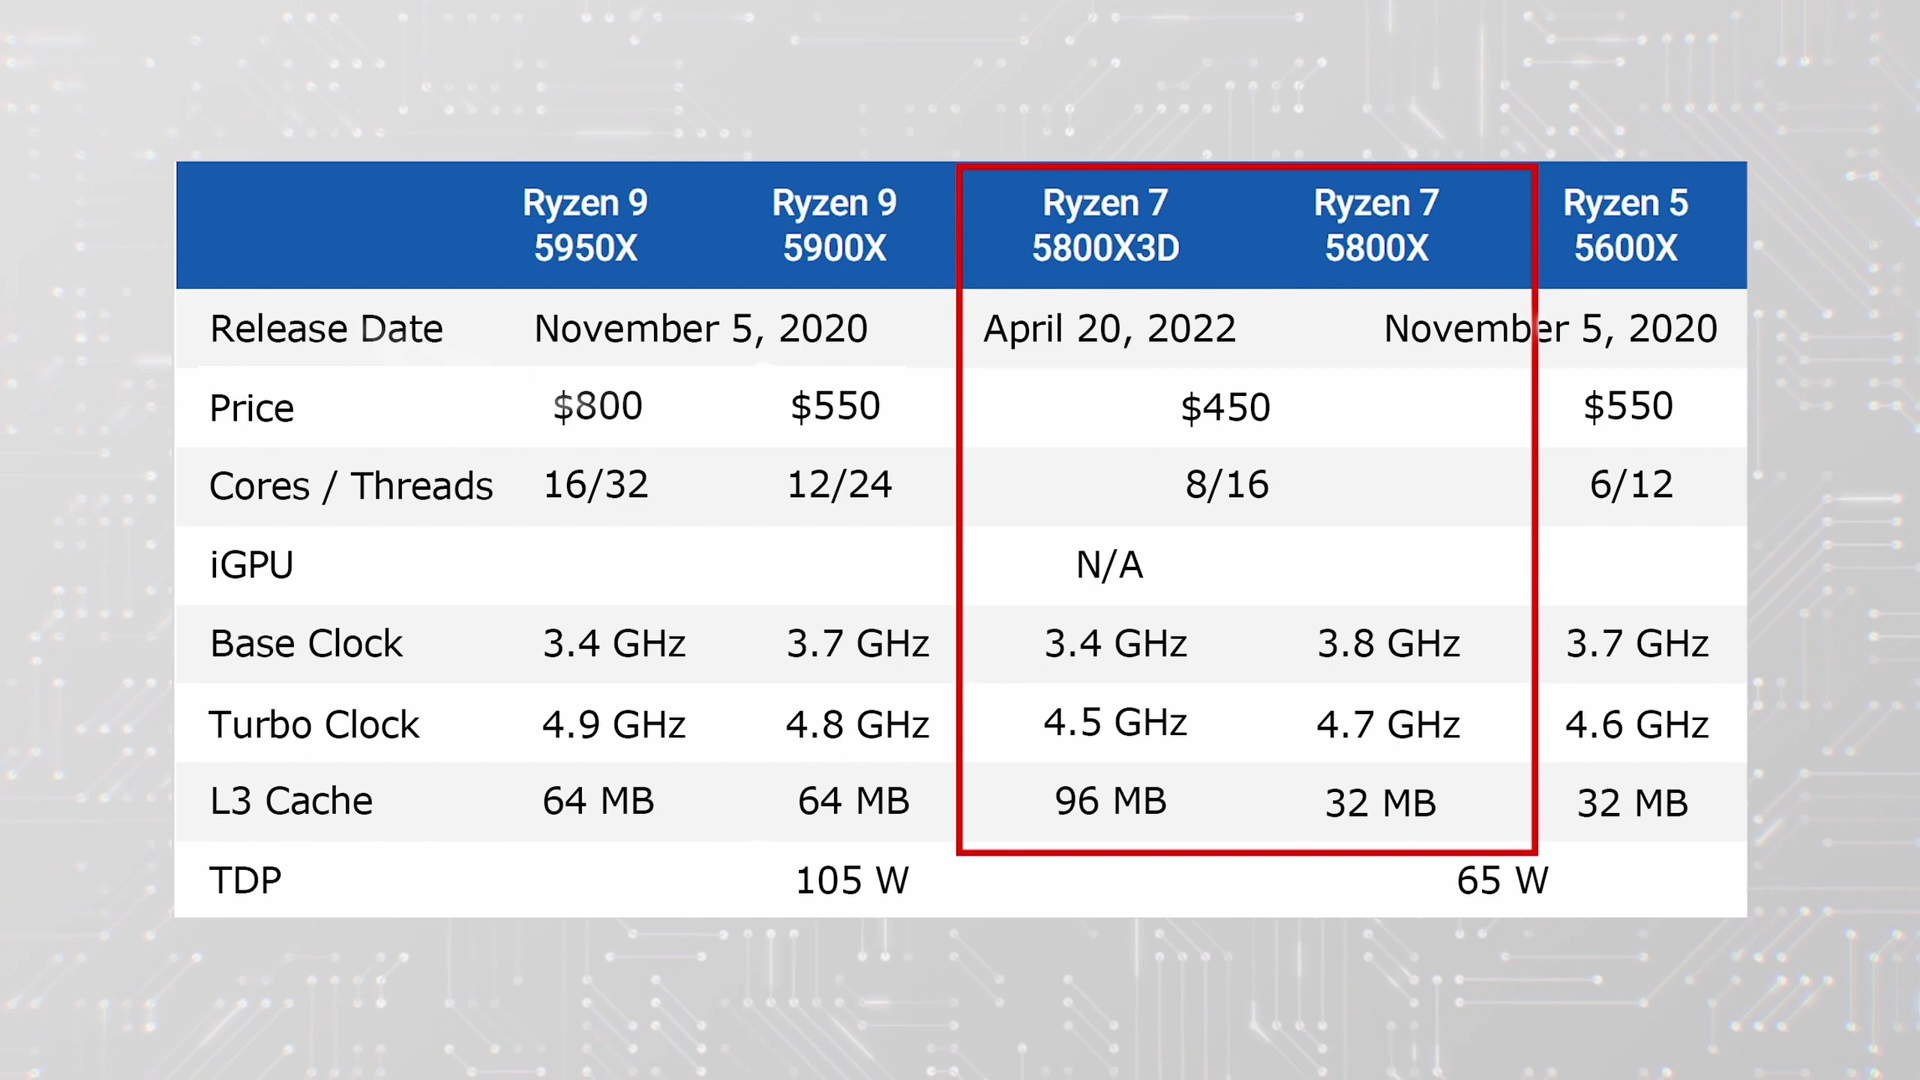 Ryzen 9 Ryzen 9 Ryzen 7 Ryzen 7 Ryzen 5
5950X 5900X 5800X3D 5800X 5600X
Release Date November 5, 2020 April 20, 2022 November 5, 2020
Price $800 $550 $450 $550
Cores / Threads 16/32 12/24 8/16 6/12
iGPU N/A
Base Clock 3.4 GHz 3.7 GHz 3.4 GHz 3.8 GHz 3.7 GHz
Turbo Clock 4.9 GHz 4.8 GHz 4.5 GHz 4.7 GHz 4.6 GHz
L3 Cache 64 MB 64 MB 96 MB 32 MB 32 MB
TDP 105 W 65 W